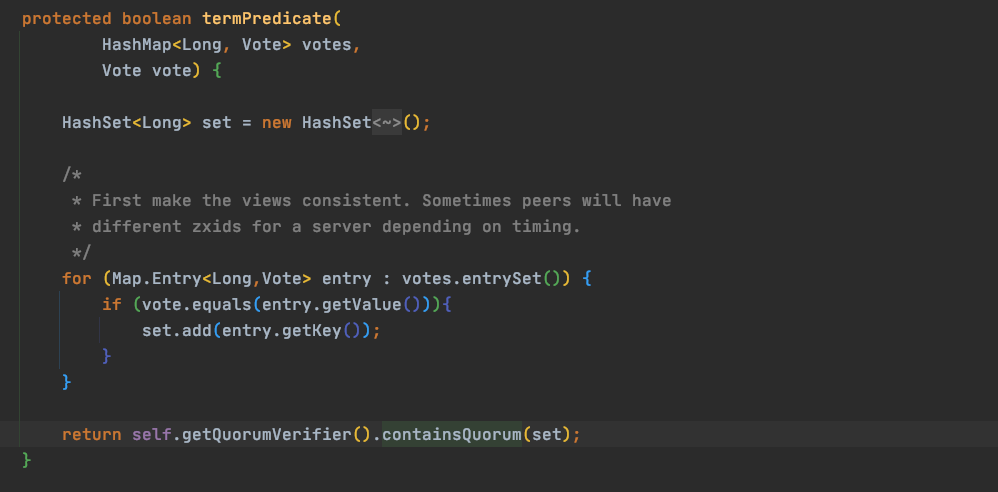 protected boolean termPredicate(
        HashMap<Long, Vote> votes,
        Vote vote) {
    HashSet<Long> set = new HashSet<~>();
    /*
     * First make the views consistent. Sometimes peers will have
     * different zxids for a server depending on timing.
     */
    for (Map.Entry<Long,Vote> entry : votes.entrySet()) {
        if (vote.equals(entry.getValue())){
            set.add(entry.getKey());
        }
    }
    return self.getQuorumVerifier().containsQuorum(set);
}